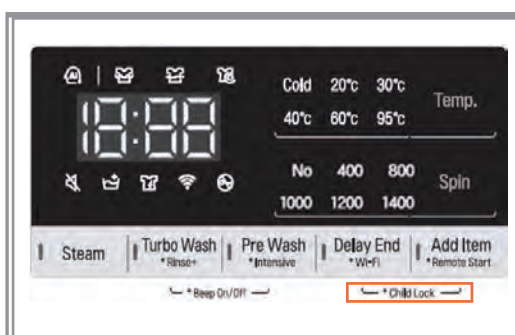 AI
18:88
Cold 20°c 30°c
40°c 60°c 95°c
Temp.
No 400 800
1000 1200 1400
Spin
Steam
Turbo Wash
*Rinse+
Pre Wash
*Intensive
Delay End
*Wi-Fi
Add Item
*Remote Start
*Beep On/Off
*Child Lock